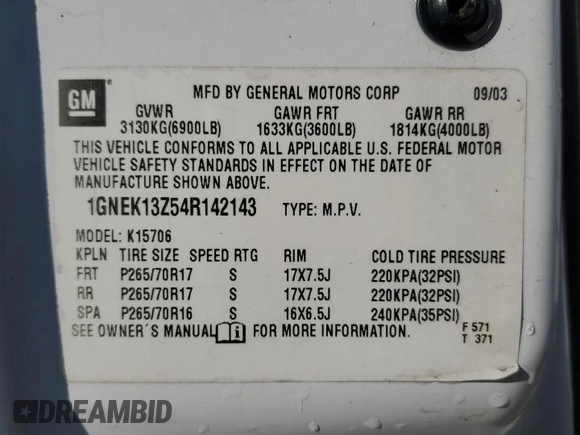 GM
MFD BY GENERAL MOTORS CORP 09/03
GVWR GAWR FRT GAWR RR
3130KG(6900LB) 1633KG(3600LB) 1814KG(4000LB)
THIS VEHICLE CONFORMS TO ALL APPLICABLE U.S. FEDERAL MOTOR
VEHICLE SAFETY STANDARDS IN EFFECT ON THE DATE OF
MANUFACTURE SHOWN ABOVE.
1GNEK13Z54R142143 TYPE: M.P.V.
MODEL: K15706
KPLN TIRE SIZE SPEED RTG RIM COLD TIRE PRESSURE
FRT P265/70R17 S 17X7.5J 220KPA(32PSI)
RR P265/70R17 S 17X7.5J 220KPA(32PSI)
SPA P265/70R16 S 16X6.5J 240KPA(35PSI)
SEE OWNER'S MANUAL FOR MORE INFORMATION.
F 571
T 371
DREAMBID